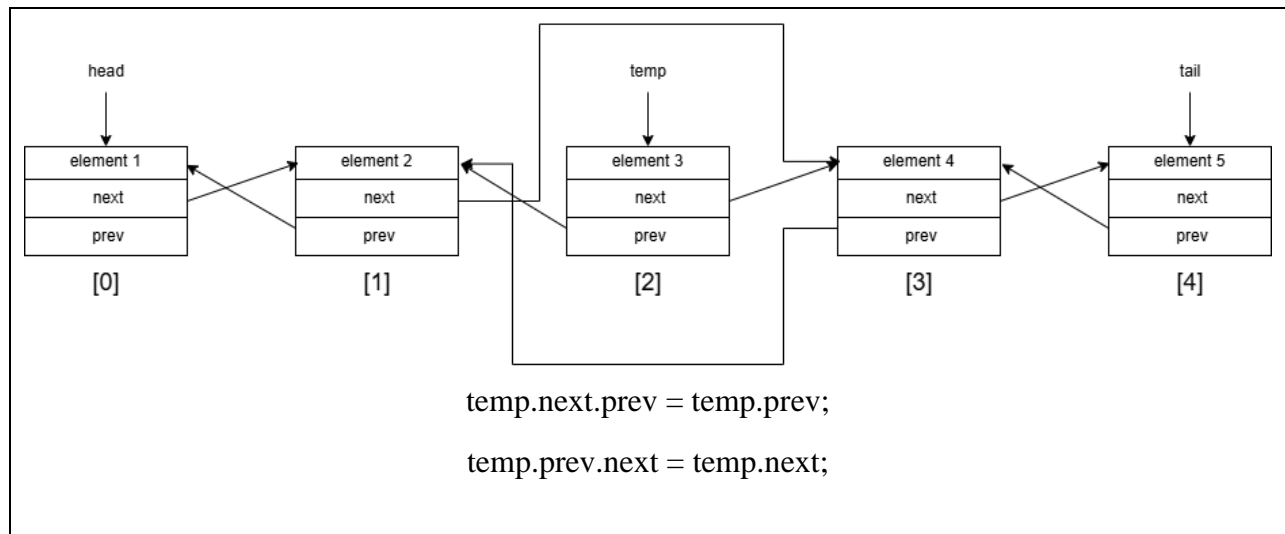 head temp tail
element 1 element 2 element 3 element 4 element 5
next next next next next
prev prev prev prev prev
[0] [1] [2] [3] [4]
temp.next.prev = temp.prev;
temp.prev.next = temp.next;